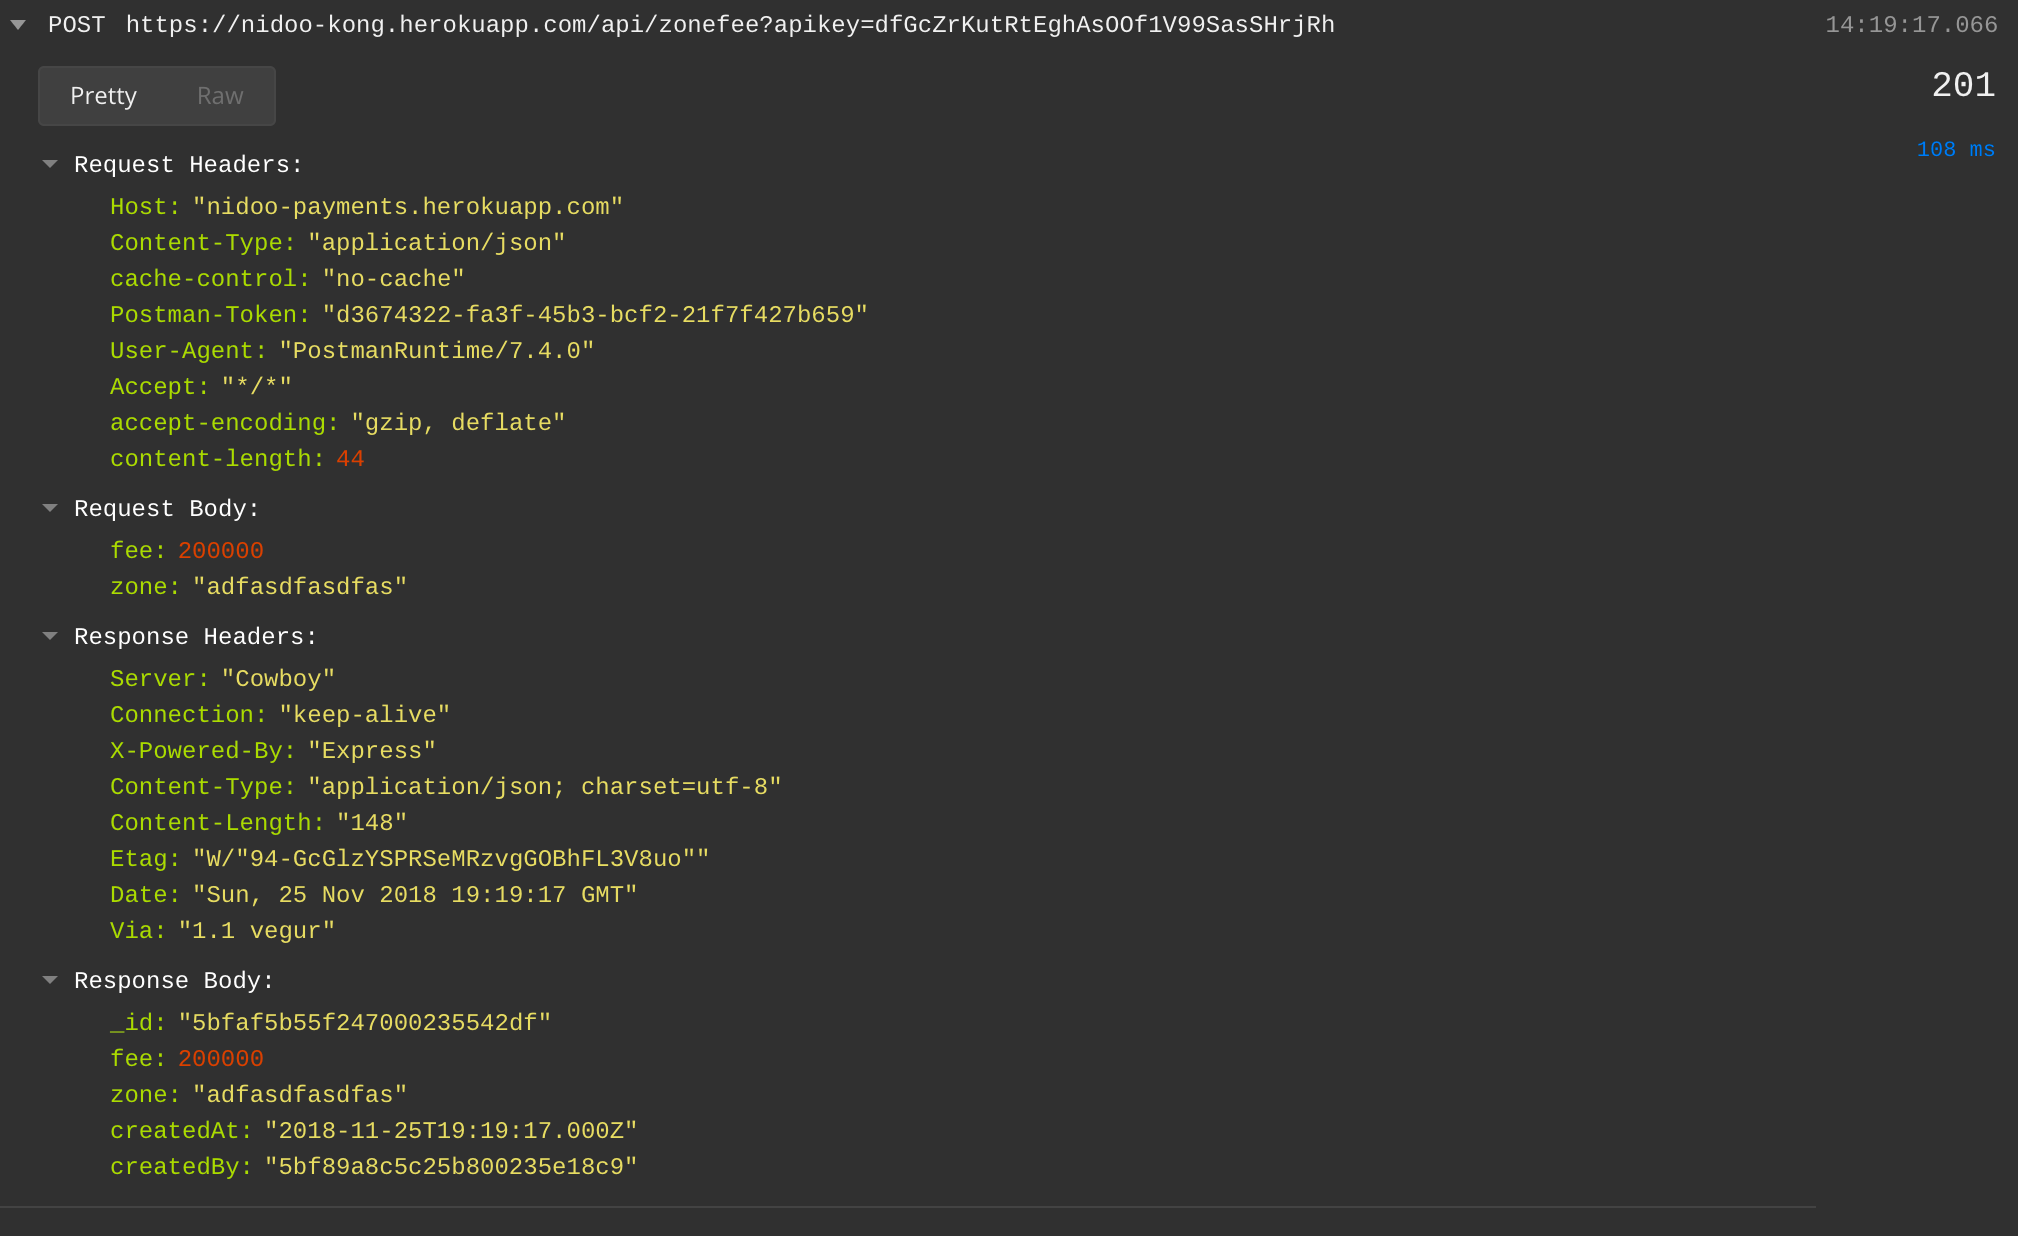 POST https://nidoo-kong.herokuapp.com/api/zonefee?apikey=dfGcZrKutRtEghAsOOf1V99SasSHrjRh 14:19:17.066
Pretty Raw 201
108 ms
Request Headers:
Host: "nidoo-payments.herokuapp.com"
Content-Type: "application/json"
cache-control: "no-cache"
Postman-Token: "d3674322-fa3f-45b3-bcf2-21f7f427b659"
User-Agent: "PostmanRuntime/7.4.0"
Accept: "*/*"
accept-encoding: "gzip, deflate"
content-length: 44
Request Body:
fee: 200000
zone: "adfasdfasdfas"
Response Headers:
Server: "Cowboy"
Connection: "keep-alive"
X-Powered-By: "Express"
Content-Type: "application/json; charset=utf-8"
Content-Length: "148"
Etag: "W/"94-GcGlzYSPRSeMRzvgGOBhFL3V8uo""
Date: "Sun, 25 Nov 2018 19:19:17 GMT"
Via: "1.1 vegur"
Response Body:
_id: "5bfaf5b55f247000235542df"
fee: 200000
zone: "adfasdfasdfas"
createdAt: "2018-11-25T19:19:17.000Z"
createdBy: "5bf89a8c5c25b800235e18c9"